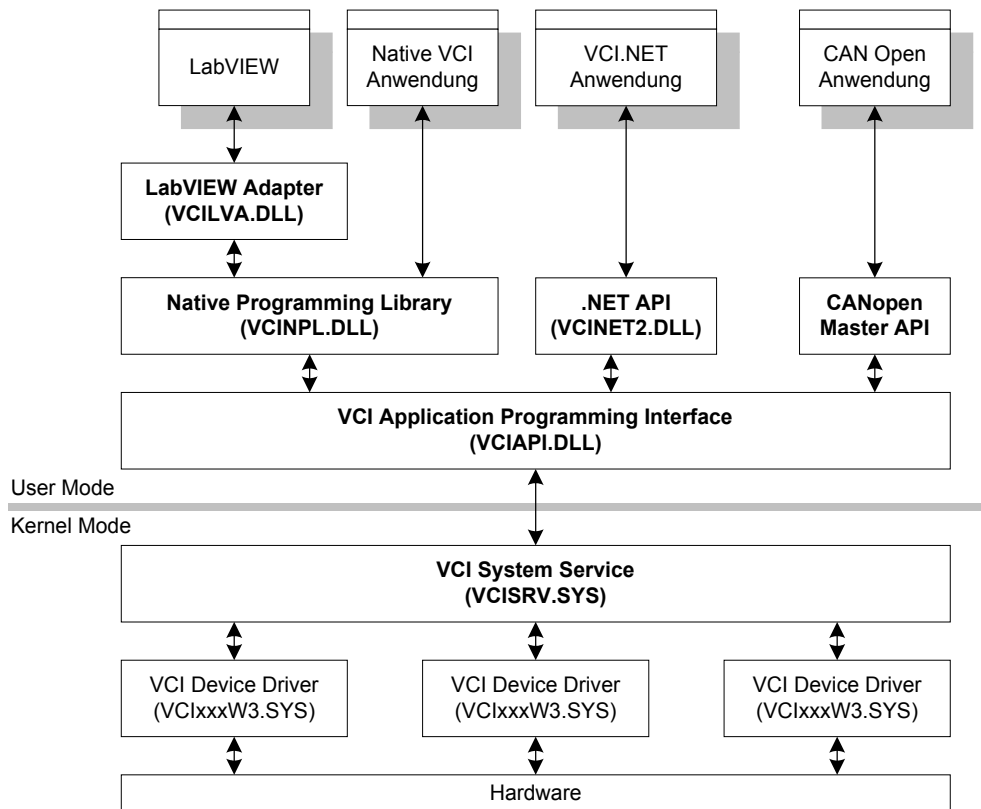 LabVIEW
Native VCI
Anwendung
VCI.NET
Anwendung
CAN Open
Anwendung
LabVIEW Adapter
(VCILVA.DLL)
Native Programming Library
(VCINPL.DLL)
.NET API
(VCINET2.DLL)
CANopen
Master API
VCI Application Programming Interface
(VCIAPI.DLL)
User Mode
Kernel Mode
VCI System Service
(VCISRV.SYS)
VCI Device Driver
(VCIxxxW3.SYS)
VCI Device Driver
(VCIxxxW3.SYS)
VCI Device Driver
(VCIxxxW3.SYS)
Hardware